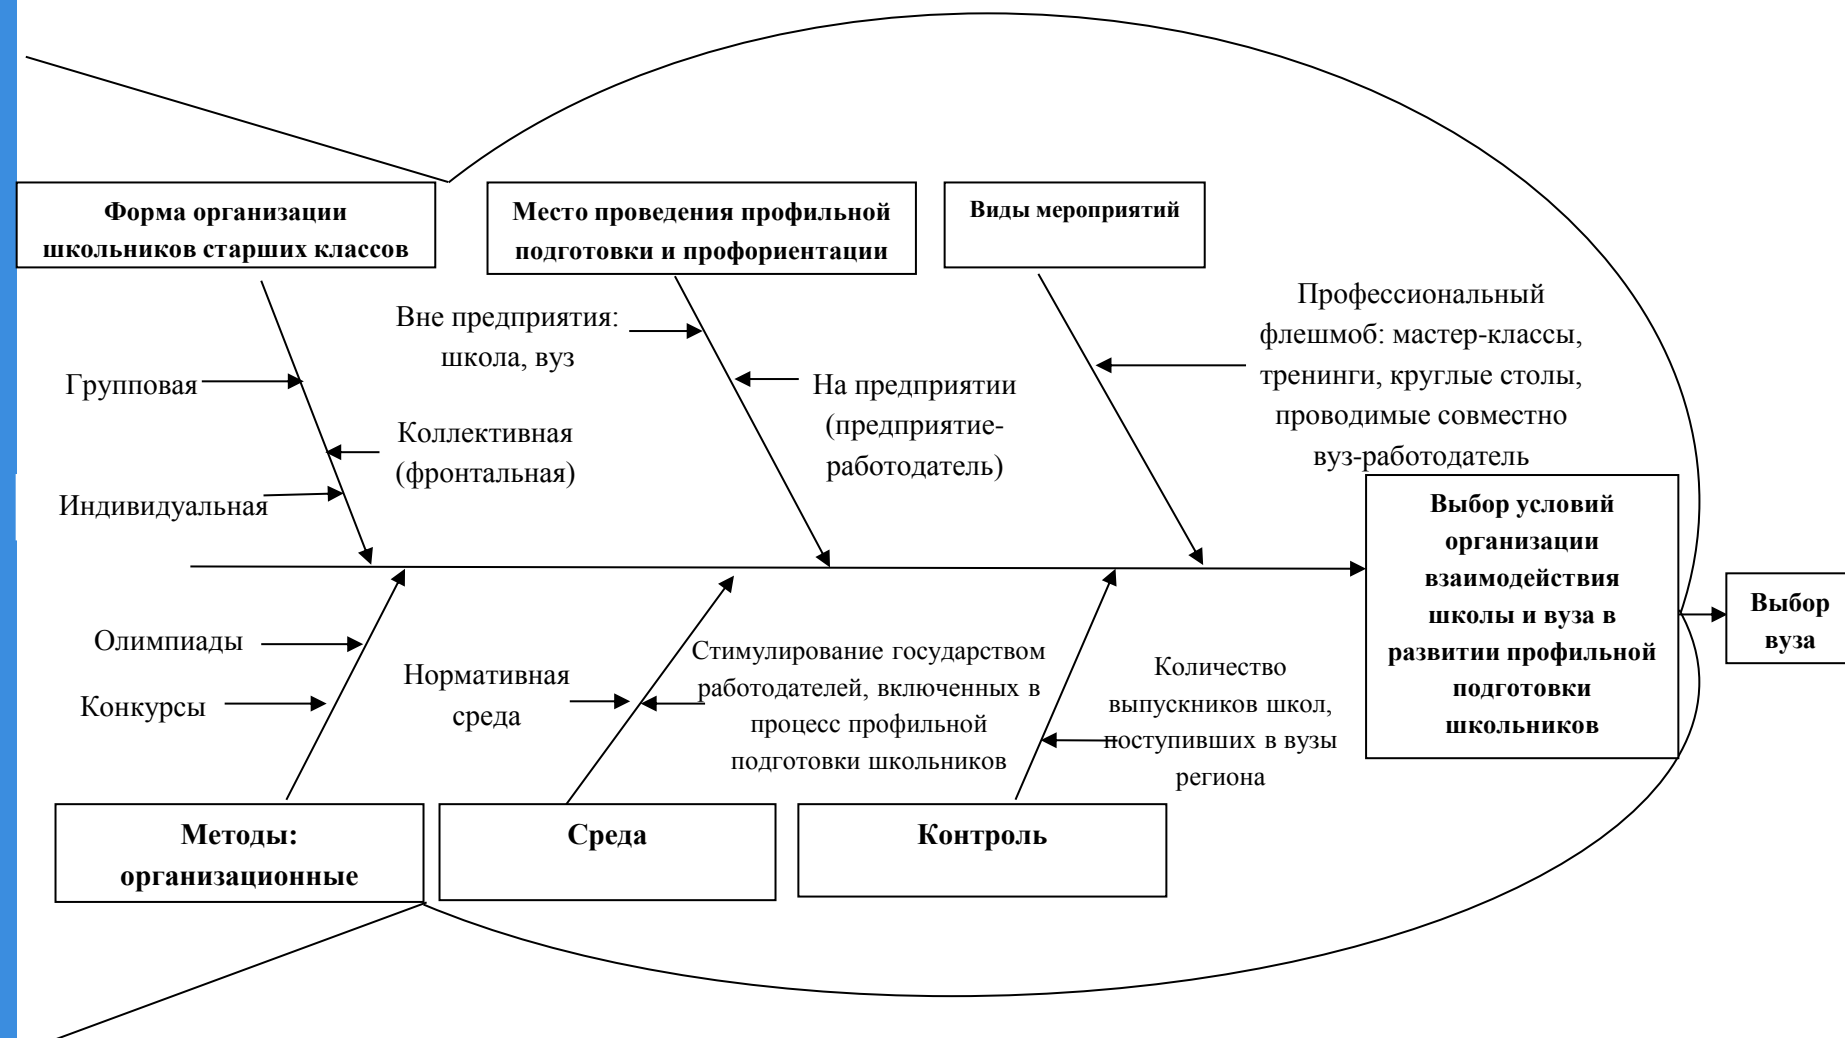 Форма организации
школьников старших классов
Место проведения профильной
подготовки и профориентации
Виды мероприятий
Групповая
Коллективная
(фронтальная)
Индивидуальная
Вне предприятия:
школа, вуз
На предприятии
(предприятие-
работодатель)
Профессиональный
флешмоб: мастер-классы,
тренинги, круглые столы,
проводимые совместно
вуз-работодатель
Выбор условий
организации
взаимодействия
школы и вуза в
развитии профильной
подготовки
школьников
Выбор
вуза
Олимпиады
Конкурсы
Нормативная
среда
Стимулирование государством
работодателей, включенных в
процесс профильной
подготовки школьников
Количество
выпускников школ,
поступивших в вузы
региона
Методы:
организационные
Среда
Контроль